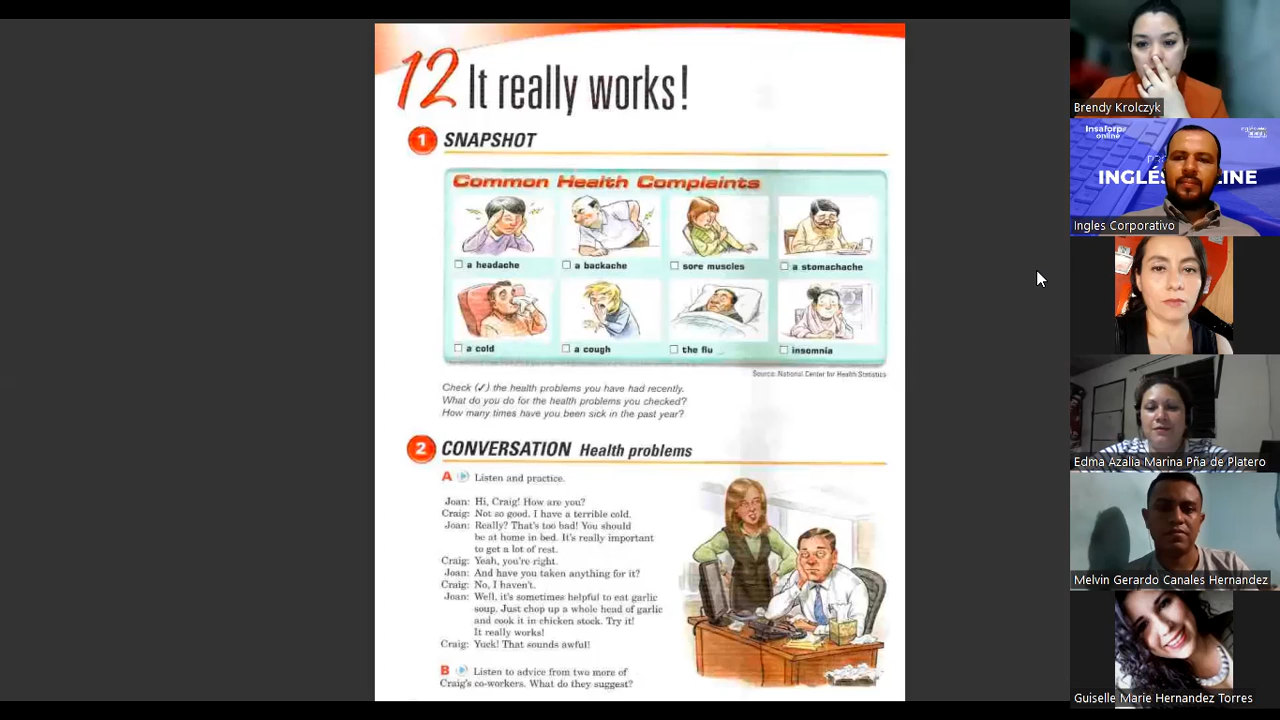 12 It really works!
1 SNAPSHOT
Common Health Complaints
a headache
a backache
sore muscles
a stomachache
a cold
a cough
the flu
insomnia
Source: National Center for Health Statistics
Check (✓) the health problems you have had recently.
What do you do for the health problems you checked?
How many times have you been sick in the past year?
2 CONVERSATION Health problems
A Listen and practice.
Joan: Hi, Craig! How are you?
Craig: Not so good. I have a terrible cold.
Joan: Really? That's too bad! You should
be at home in bed. It's really important
to get a lot of rest.
Craig: Yeah, you're right.
Joan: And have you taken anything for it?
Craig: No, I haven't.
Joan: Well, it's sometimes helpful to eat garlic
soup. Just chop up a whole head of garlic
and cook it in chicken stock. Try it!
It really works!
Craig: Yuck! That sounds awful!
B Listen to advice from two more of
Craig's co-workers. What do they suggest?
Brendy Krolczyk
Insaforp
online
INGLÉS
LINE
Ingles Corporativo
Edma Azalia Marina Pña de Platero
Melvin Gerardo Canales Hernandez
Guiselle Marie Hernandez Torres